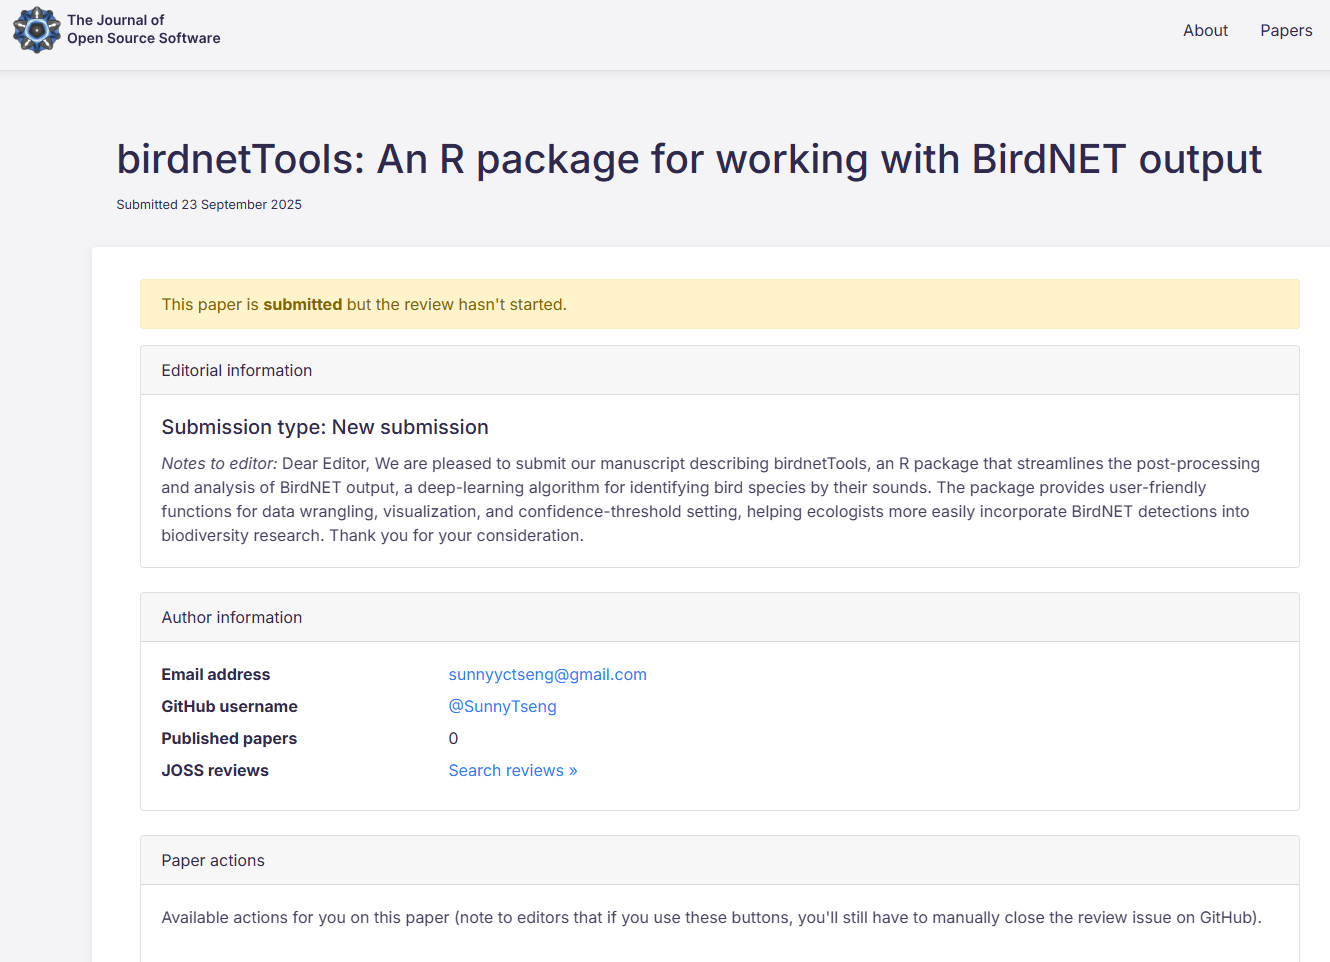 The Journal of
Open Source Software
About
Papers
birdnetTools: An R package for working with BirdNET output
Submitted 23 September 2025
This paper is submitted but the review hasn't started.
Editorial information
Submission type: New submission
Notes to editor: Dear Editor, We are pleased to submit our manuscript describing birdnetTools, an R package that streamlines the post-processing
and analysis of BirdNET output, a deep-learning algorithm for identifying bird species by their sounds. The package provides user-friendly
functions for data wrangling, visualization, and confidence-threshold setting, helping ecologists more easily incorporate BirdNET detections into
biodiversity research. Thank you for your consideration.
Author information
Email address sunnyyctseng@gmail.com
GitHub username @SunnyTseng
Published papers 0
JOSS reviews Search reviews »
Paper actions
Available actions for you on this paper (note to editors that if you use these buttons, you'll still have to manually close the review issue on GitHub).